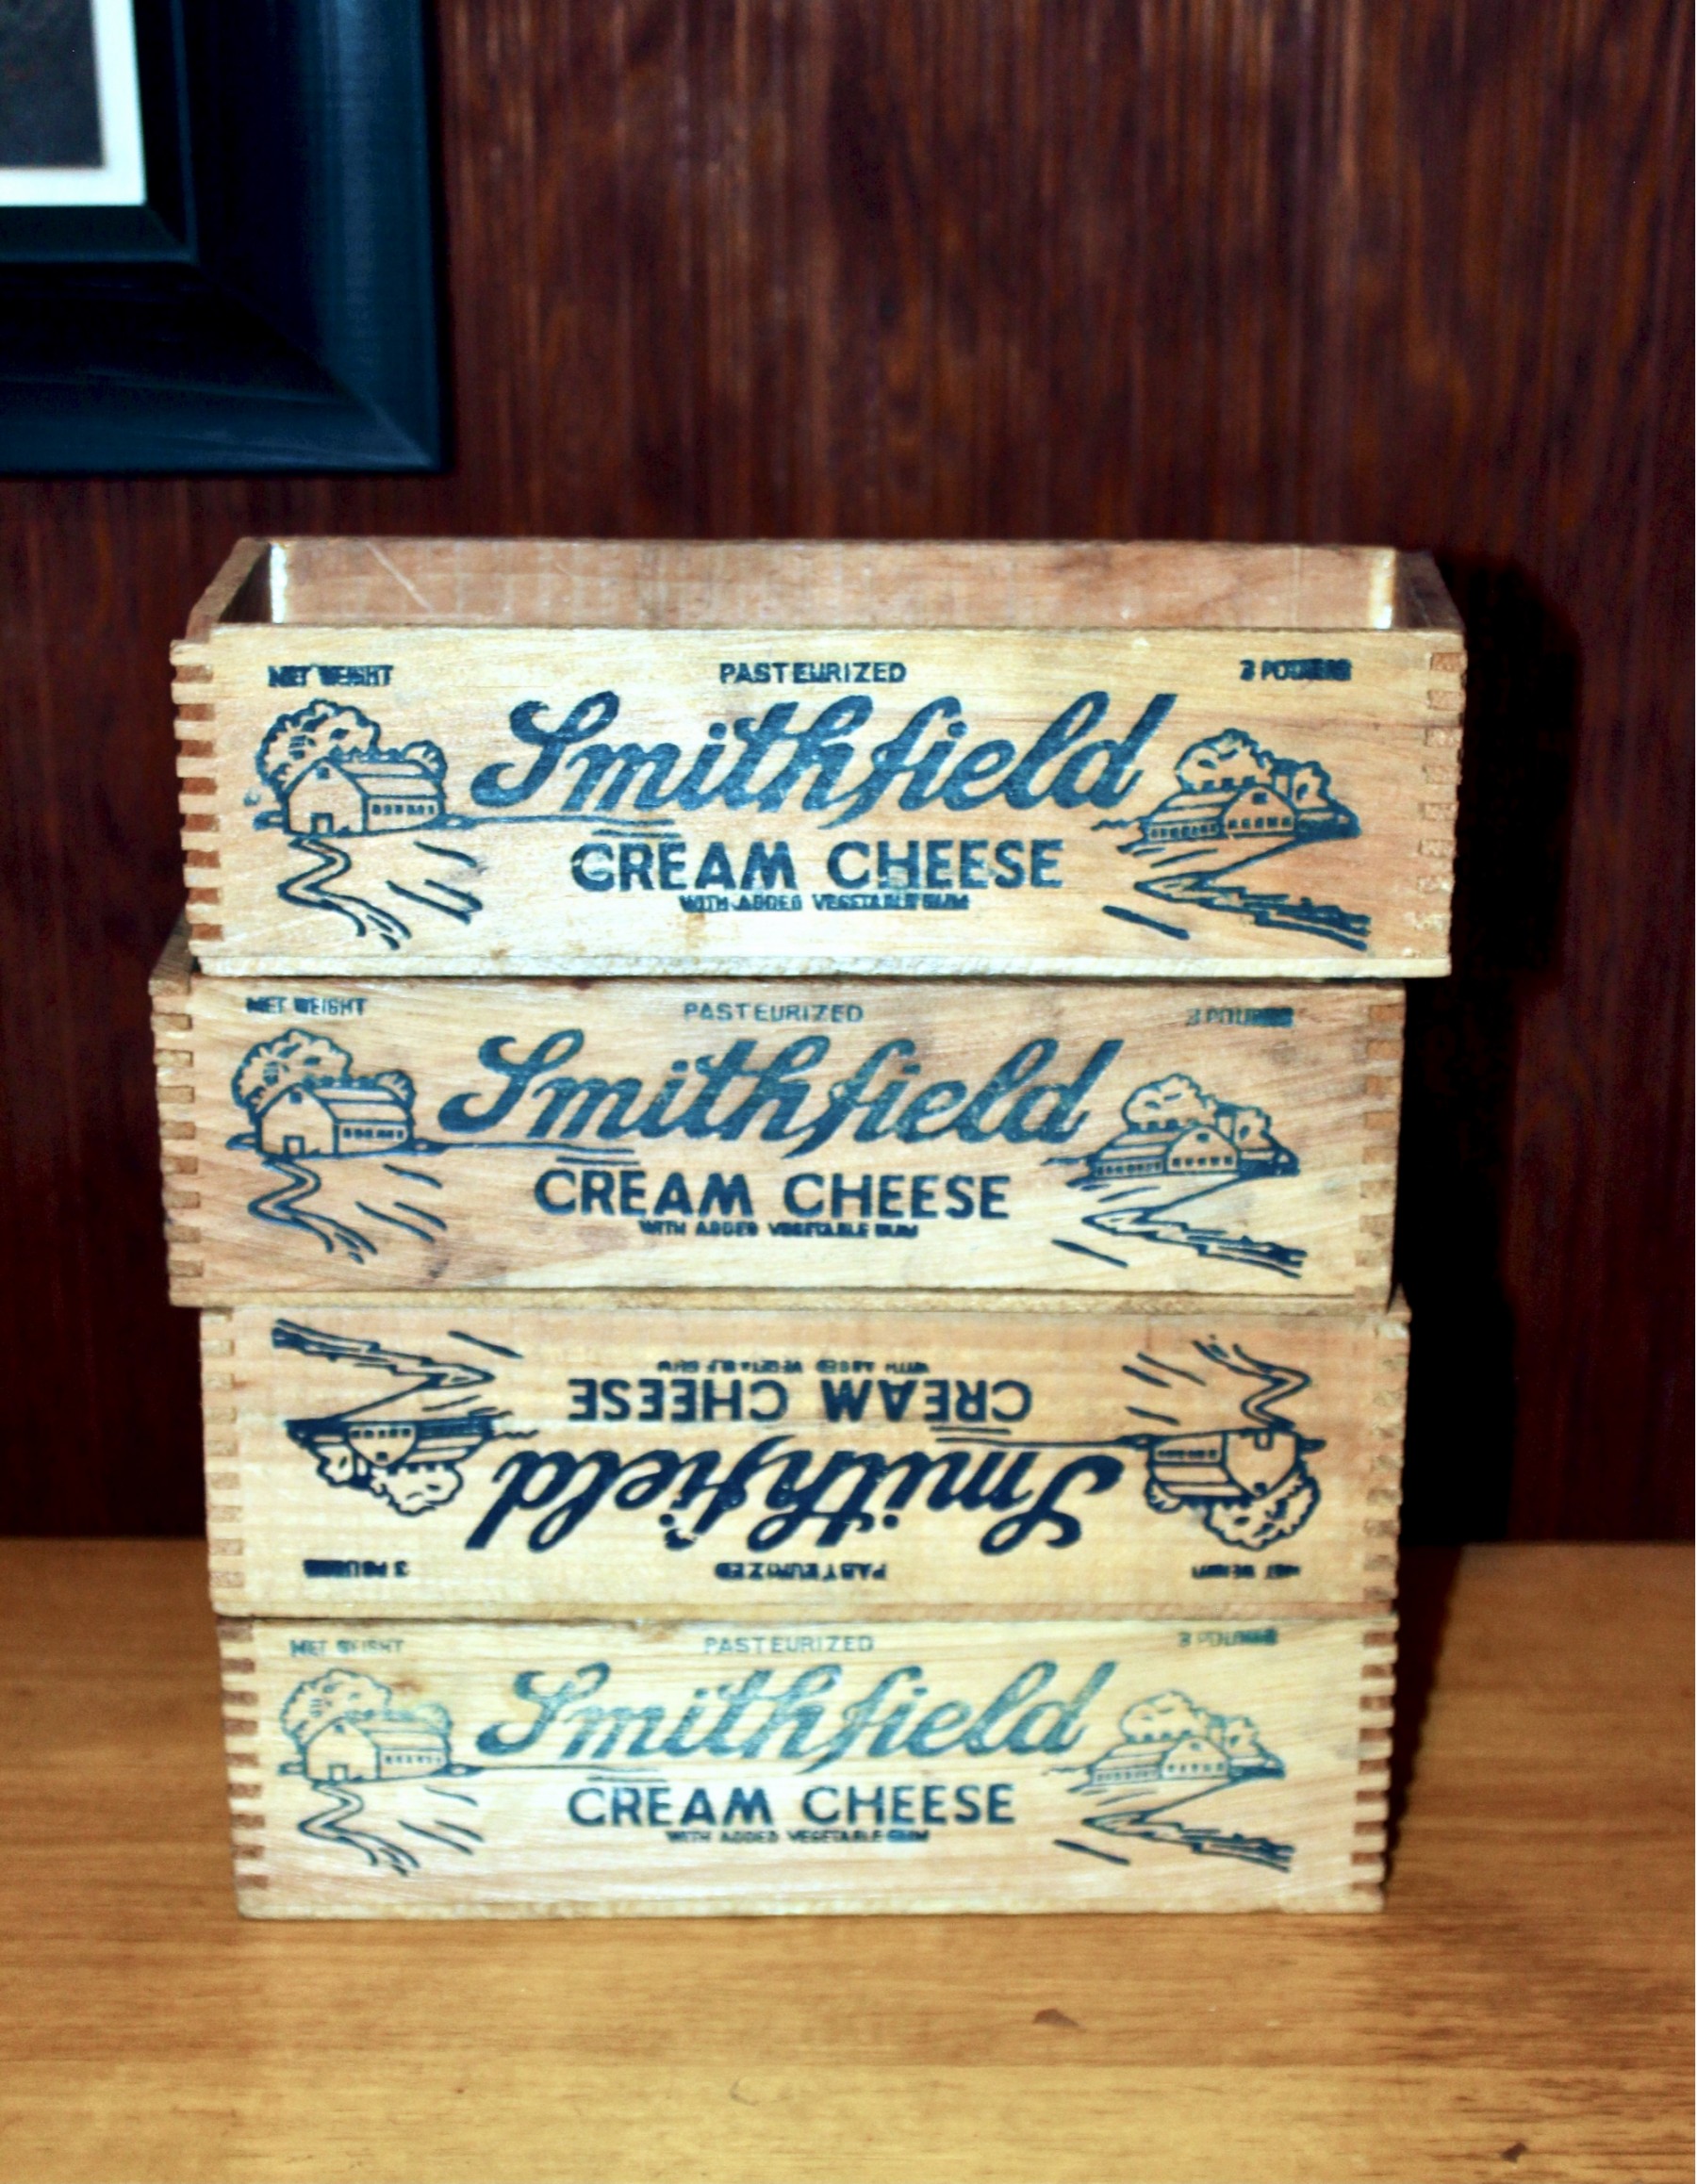 NET WEIGHT PASTEURIZED 3 POUNDS
Smithfield
CREAM CHEESE
WITH ADDED VEGETABLE GUM
NET WEIGHT PASTEURIZED 3 POUNDS
Smithfield
CREAM CHEESE
WITH ADDED VEGETABLE GUM
NET WEIGHT PASTEURIZED 3 POUNDS
Smithfield
CREAM CHEESE
WITH ADDED VEGETABLE GUM
NET WEIGHT PASTEURIZED 3 POUNDS
Smithfield
CREAM CHEESE
WITH ADDED VEGETABLE GUM